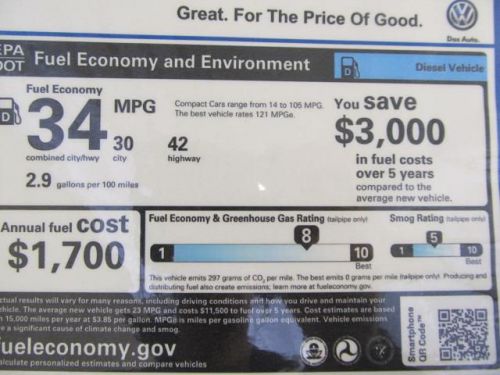 Great. For The Price Of Good.
Das Auto.
EPA
DOT
Fuel Economy and Environment
D
Diesel Vehicle
Fuel Economy
D
34 MPG
combined city/hwy
30
city
42
highway
2.9 gallons per 100 miles
Compact Cars range from 14 to 105 MPG.
The best vehicle rates 121 MPGe.
You save
$3,000
in fuel costs
over 5 years
compared to the
average new vehicle.
Annual fuel cost
$1,700
Fuel Economy & Greenhouse Gas Rating (tailpipe only)
1
8
10
Best
Smog Rating (tailpipe only)
1
5
10
Best
This vehicle emits 297 grams of CO2 per mile. The best emits 0 grams per mile (tailpipe only). Producing and
distributing fuel also create emissions; learn more at fueleconomy.gov.
ctual results will vary for many reasons, including driving conditions and how you drive and maintain your
ehicle. The average new vehicle gets 23 MPG and costs $11,500 to fuel over 5 years. Cost estimates are based
n 15,000 miles per year at $3.85 per gallon. MPGe is miles per gasoline gallon equivalent. Vehicle emissions
e a significant cause of climate change and smog.
fueleconomy.gov
alculate personalized estimates and compare vehicles
Smartphone
QR Code™